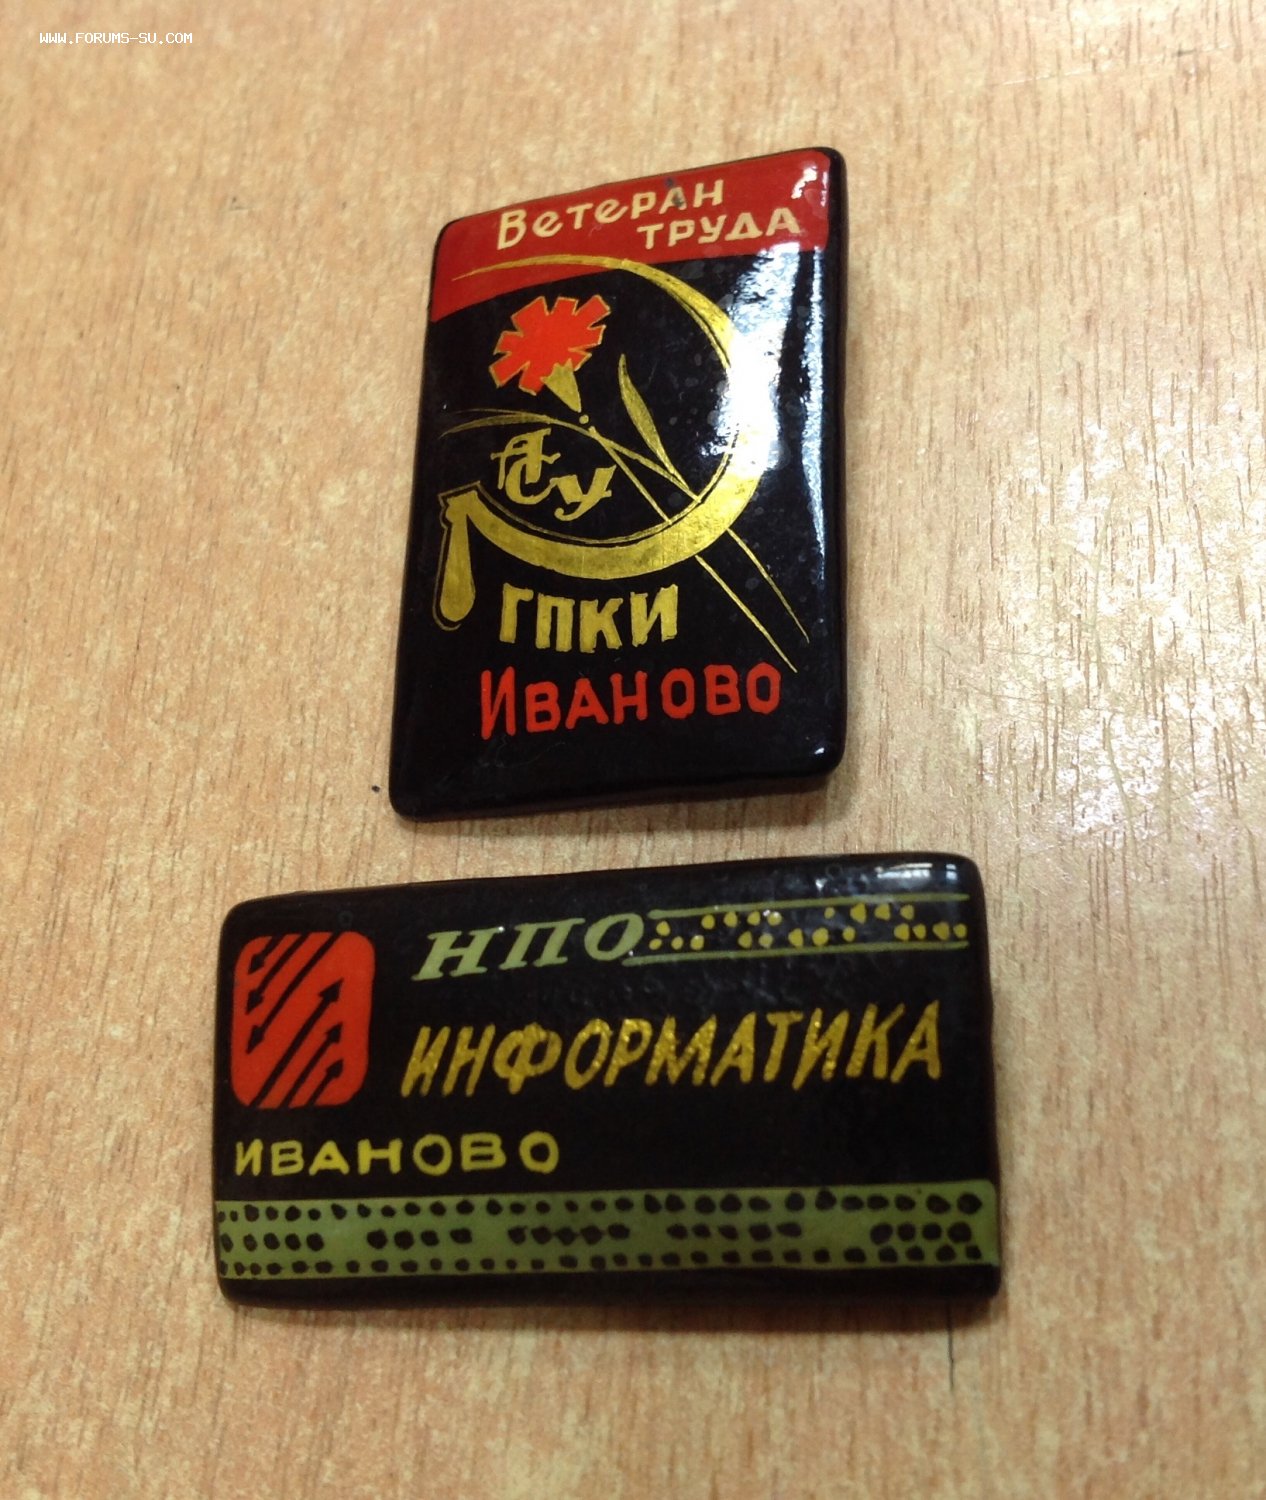 WWW.FORUMS-SU.COM
Ветеран
труда
АСУ
ГПКИ
Иваново
НПО
ИНФОРМАТИКА
ИВАНОВО